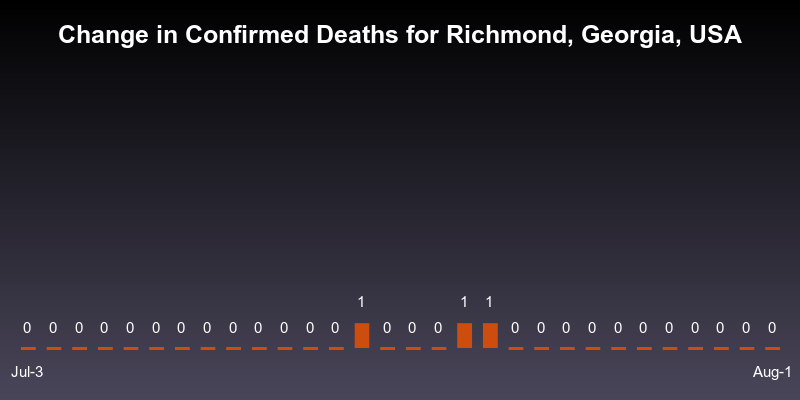 Change in Confirmed Deaths for Richmond, Georgia, USA
1 1 1
0 0 0 0 0 0 0 0 0 0 0 0 0 0 0 0 0 0 0 0 0 0 0 0 0 0 0
Jul-3 Aug-1